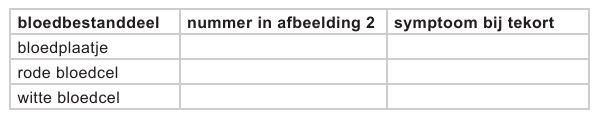 bloedbestanddeel nummer in afbeelding 2 symptoom bij tekort
bloedplaatje
rode bloedcel
witte bloedcel